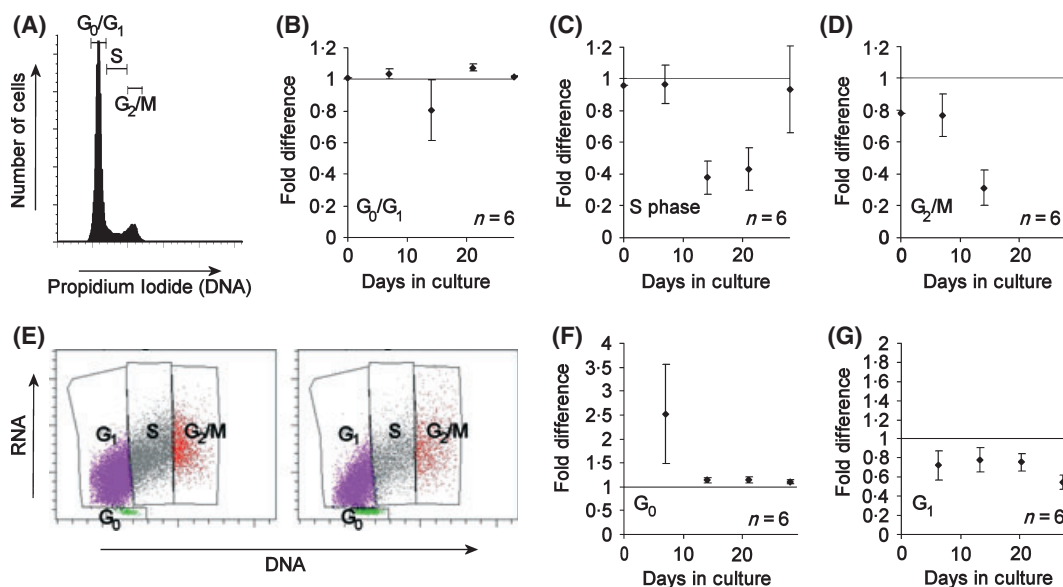 (A)
G₀/G₁
S
G₂/M
Number of cells
Propidium Iodide (DNA)
(B)
1·2
1
0·8
0·6
0·4
0·2
0
Fold difference
G₀/G₁
n = 6
0 10 20
Days in culture
(C)
1·2
1
0·8
0·6
0·4
0·2
0
Fold difference
S phase
n = 6
0 10 20
Days in culture
(D)
1·2
1
0·8
0·6
0·4
0·2
0
Fold difference
G₂/M
n = 6
0 10 20
Days in culture
(E)
RNA
G₁ S G₂/M
G₀
G₁ S G₂/M
G₀
DNA
(F)
4
3·5
3
2·5
2
1·5
1
0·5
0
Fold difference
G₀
n = 6
0 10 20
Days in culture
(G)
2
1·8
1·6
1·4
1·2
1
0·8
0·6
0·4
0·2
0
Fold difference
G₁
n = 6
0 10 20
Days in culture